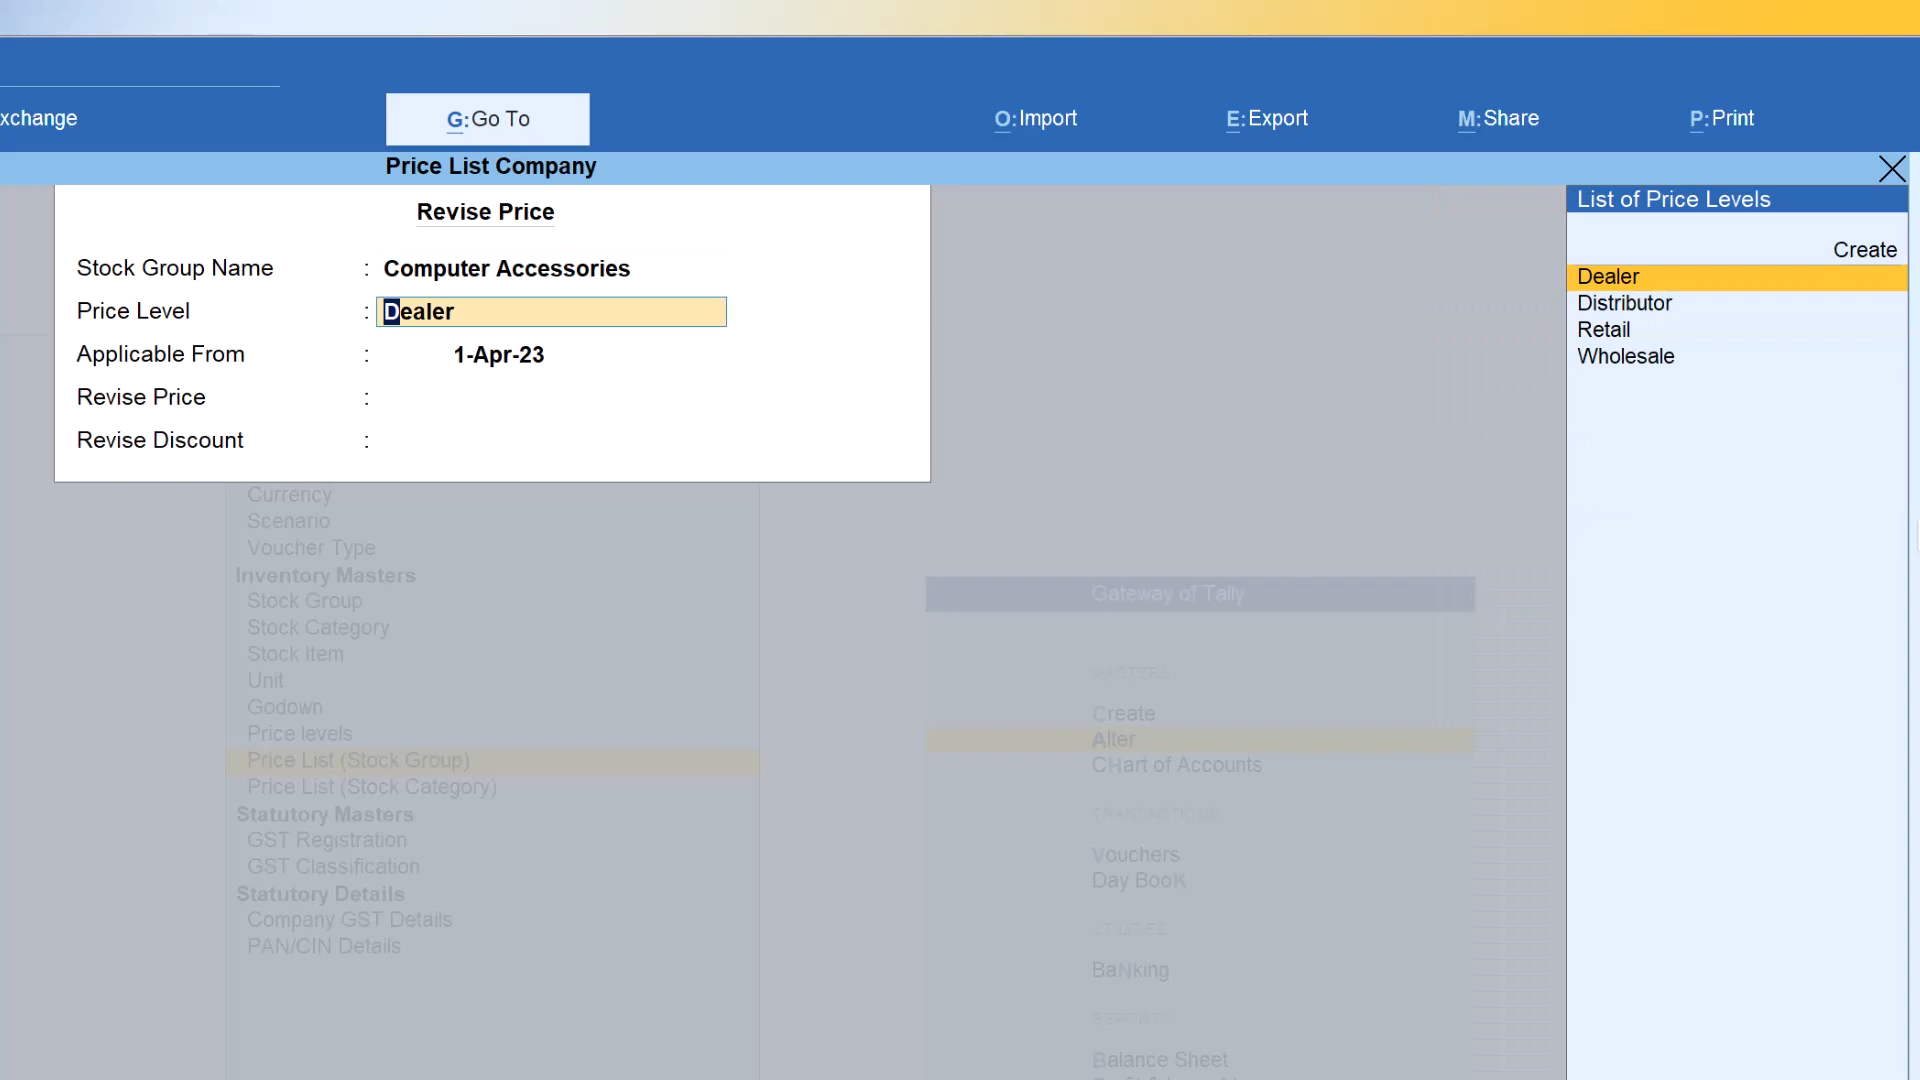 xchange
G:Go To
O:Import
E:Export
M:Share
P:Print
Price List Company
Revise Price
Stock Group Name : Computer Accessories
Price Level : Dealer
Applicable From : 1-Apr-23
Revise Price :
Revise Discount :
List of Price Levels
Create
Dealer
Distributor
Retail
Wholesale
Currency
Scenario
Voucher Type
Inventory Masters
Stock Group
Stock Category
Stock Item
Unit
Godown
Price levels
Price List (Stock Group)
Price List (Stock Category)
Statutory Masters
GST Registration
GST Classification
Statutory Details
Company GST Details
PAN/CIN Details
Gateway of Tally
MASTERS
Create
Alter
CHart of Accounts
TRANSACTIONS
Vouchers
Day BooK
BaNking
REPORTS
Balance Sheet